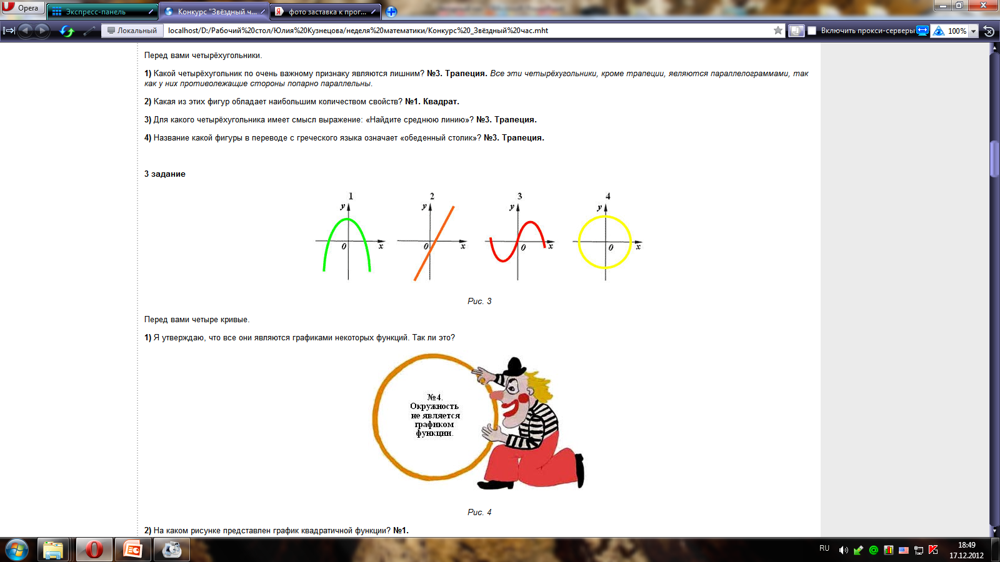 Opera
Экспресс-панель
Конкурс "Звёздный ч...
фото заставка к прог...
Локальный
localhost/D:/Рабочий%20стол/Юлия%20Кузнецова/неделя%20математики/Конкурс%20_Звёздный%20час.mht
Включить прокси-серверы
100%
Перед вами четырёхугольники.
1) Какой четырёхугольник по очень важному признаку являются лишним? №3. Трапеция. Все эти четырёхугольники, кроме трапеции, являются параллелограммами, так
как у них противолежащие стороны попарно параллельны.
2) Какая из этих фигур обладает наибольшим количеством свойств? №1. Квадрат.
3) Для какого четырёхугольника имеет смысл выражение: «Найдите среднюю линию»? №3. Трапеция.
4) Название какой фигуры в переводе с греческого языка означает «обеденный столик»? №3. Трапеция.
3 задание
1 2 3 4
y y y y
0 x 0 x 0 x 0 x
Рис. 3
Перед вами четыре кривые.
1) Я утверждаю, что все они являются графиками некоторых функций. Так ли это?
№4.
Окружность
не является
графиком
функции.
Рис. 4
2) На каком рисунке представлен график квадратичной функции? №1.
RU
18:49
17.12.2012